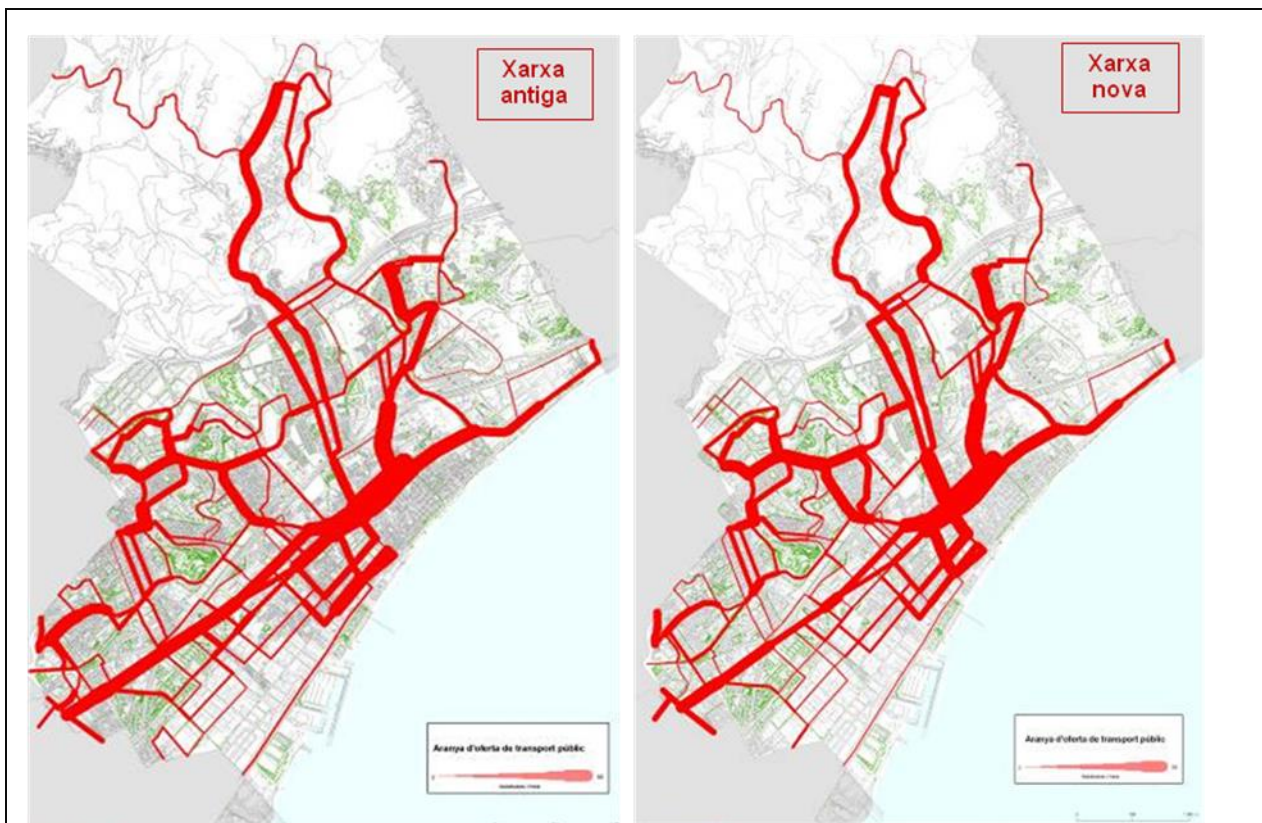 Xarxa
antiga
Aranya d'oferta de transport públic
Xarxa
nova
Aranya d'oferta de transport públic